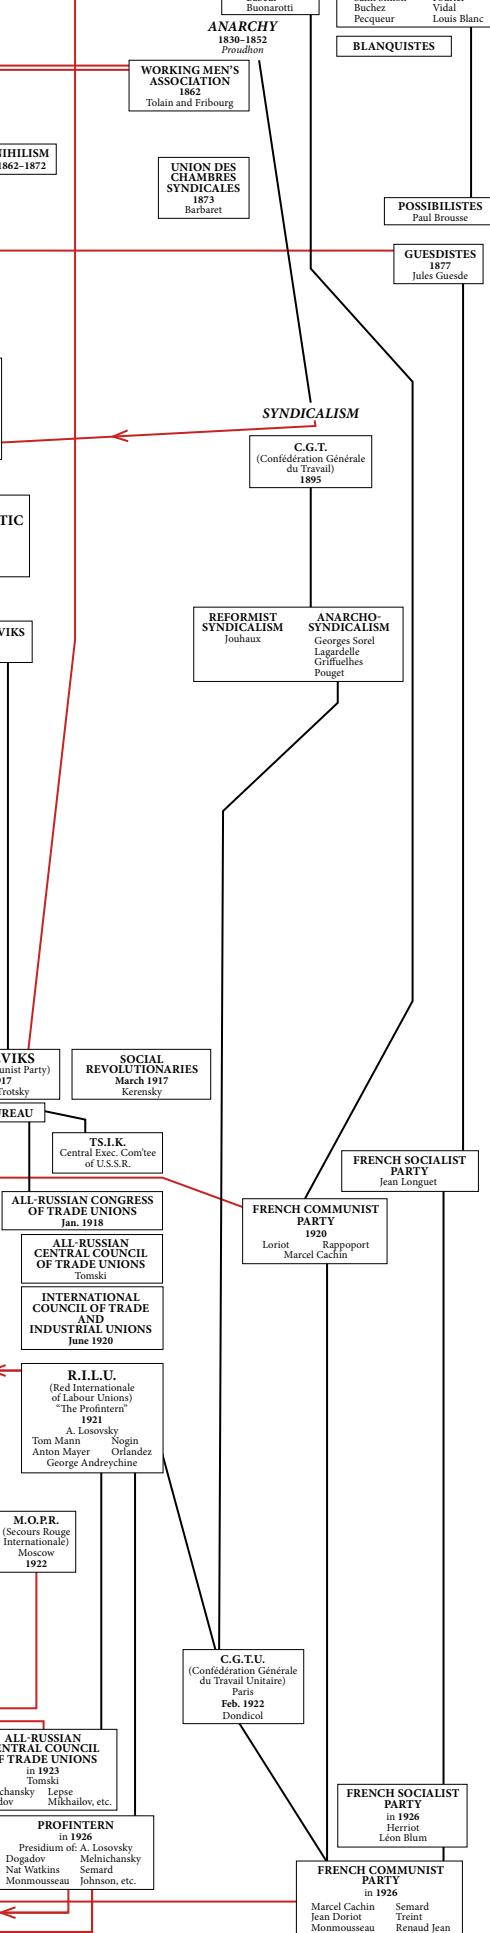 Buonarotti
Buchez
Pecqueur
Vidal
Louis Blanc
ANARCHY
1830–1852
Proudhon
BLANQUISTES
WORKING MEN'S
ASSOCIATION
1862
Tolain and Fribourg
IHILISM
1862–1872
UNION DES
CHAMBRES
SYNDICALES
1873
Barbaret
POSSIBILISTES
Paul Brousse
GUESDISTES
1877
Jules Guesde
SYNDICALISM
C.G.T.
(Confédération Générale
du Travail)
1895
TIC
REFORMIST
SYNDICALISM
Jouhaux
ANARCHO-
SYNDICALISM
Georges Sorel
Lagardelle
Griffuelhes
Pouget
VIKS
VIKS
unist Party)
917
Trotsky
SOCIAL
REVOLUTIONARIES
March 1917
Kerensky
UREAU
TS.I.K.
Central Exec. Com'tee
of U.S.S.R.
FRENCH SOCIALIST
PARTY
Jean Longuet
ALL-RUSSIAN CONGRESS
OF TRADE UNIONS
Jan. 1918
FRENCH COMMUNIST
PARTY
1920
Loriot Rappoport
Marcel Cachin
ALL-RUSSIAN
CENTRAL COUNCIL
OF TRADE UNIONS
Tomski
INTERNATIONAL
COUNCIL OF TRADE
AND
INDUSTRIAL UNIONS
June 1920
R.I.L.U.
(Red Internationale
of Labour Unions)
"The Profintern"
1921
A. Losovsky
Tom Mann Nogin
Anton Mayer Orlandez
George Andreychine
M.O.P.R.
(Secours Rouge
Internationale)
Moscow
1922
C.G.T.U.
(Confédération Générale
du Travail Unitaire)
Paris
Feb. 1922
Dondicol
ALL-RUSSIAN
ENTRAL COUNCIL
F TRADE UNIONS
in 1923
Tomski
chansky Lepse
dov Mikhailov, etc.
FRENCH SOCIALIST
PARTY
in 1926
Herriot
Léon Blum
PROFINTERN
in 1926
Presidium of: A. Losovsky
Dogadov Melnichansky
Nat Watkins Semard
Monmousseau Johnson, etc.
FRENCH COMMUNIST
PARTY
in 1926
Marcel Cachin Semard
Jean Doriot Treint
Monmousseau Renaud Jean